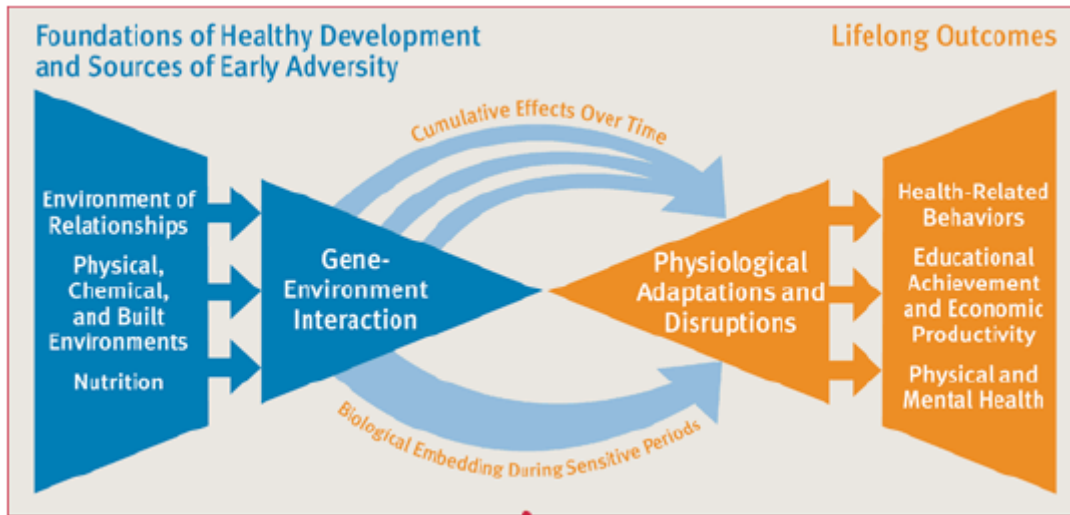 Foundations of Healthy Development
and Sources of Early Adversity
Lifelong Outcomes
Cumulative Effects Over Time
Environment of
Relationships
Physical,
Chemical,
and Built
Environments
Nutrition
Gene-
Environment
Interaction
Physiological
Adaptations and
Disruptions
Health-Related
Behaviors
Educational
Achievement
and Economic
Productivity
Physical and
Mental Health
Biological Embedding During Sensitive Periods